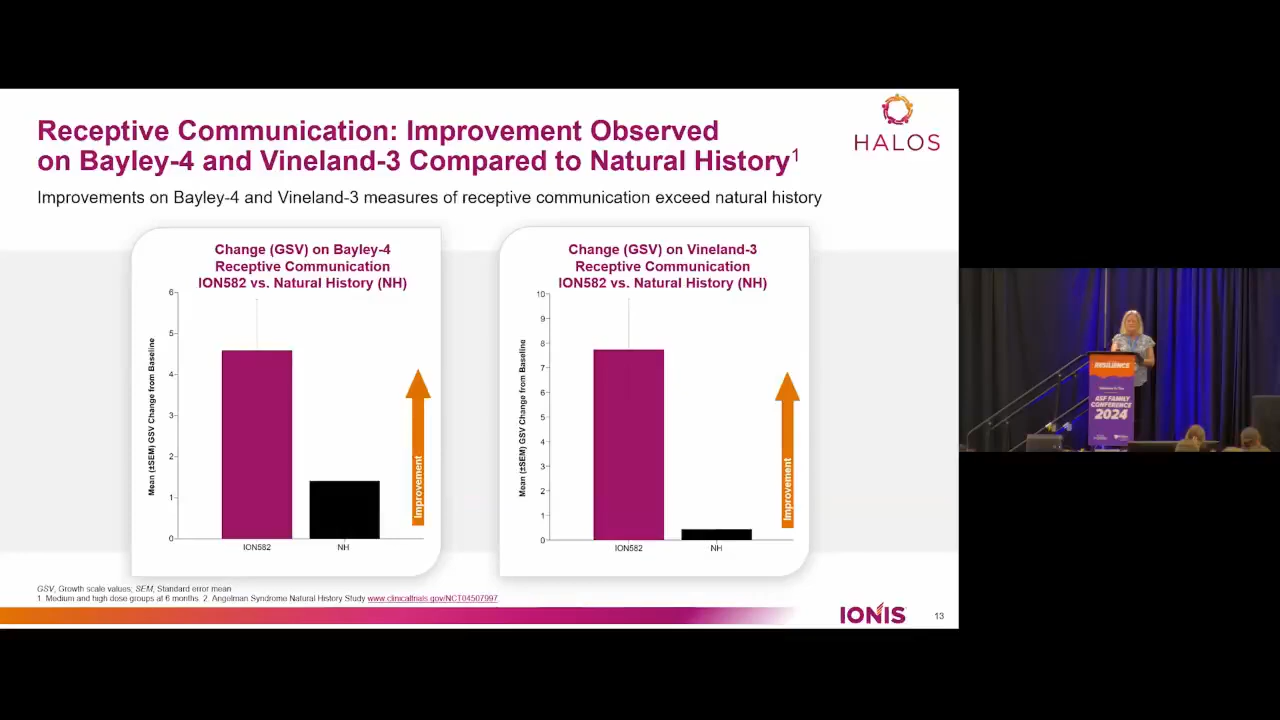 Receptive Communication: Improvement Observed
on Bayley-4 and Vineland-3 Compared to Natural History1
HALOS
Improvements on Bayley-4 and Vineland-3 measures of receptive communication exceed natural history
Change (GSV) on Bayley-4
Receptive Communication
ION582 vs. Natural History (NH)
Mean (±SEM) GSV Change from Baseline
6
5
4
3
2
1
0
ION582
NH
Improvement
Change (GSV) on Vineland-3
Receptive Communication
ION582 vs. Natural History (NH)
Mean (±SEM) GSV Change from Baseline
10
9
8
7
6
5
4
3
2
1
0
ION582
NH
Improvement
GSV, Growth scale values; SEM, Standard error mean
1. Medium and high dose groups at 6 months 2. Angelman Syndrome Natural History Study www.clinicaltrials.gov/NCT04507997.
IONIS
13
RESILIENCE
ASF FAMILY
CONFERENCE
2024